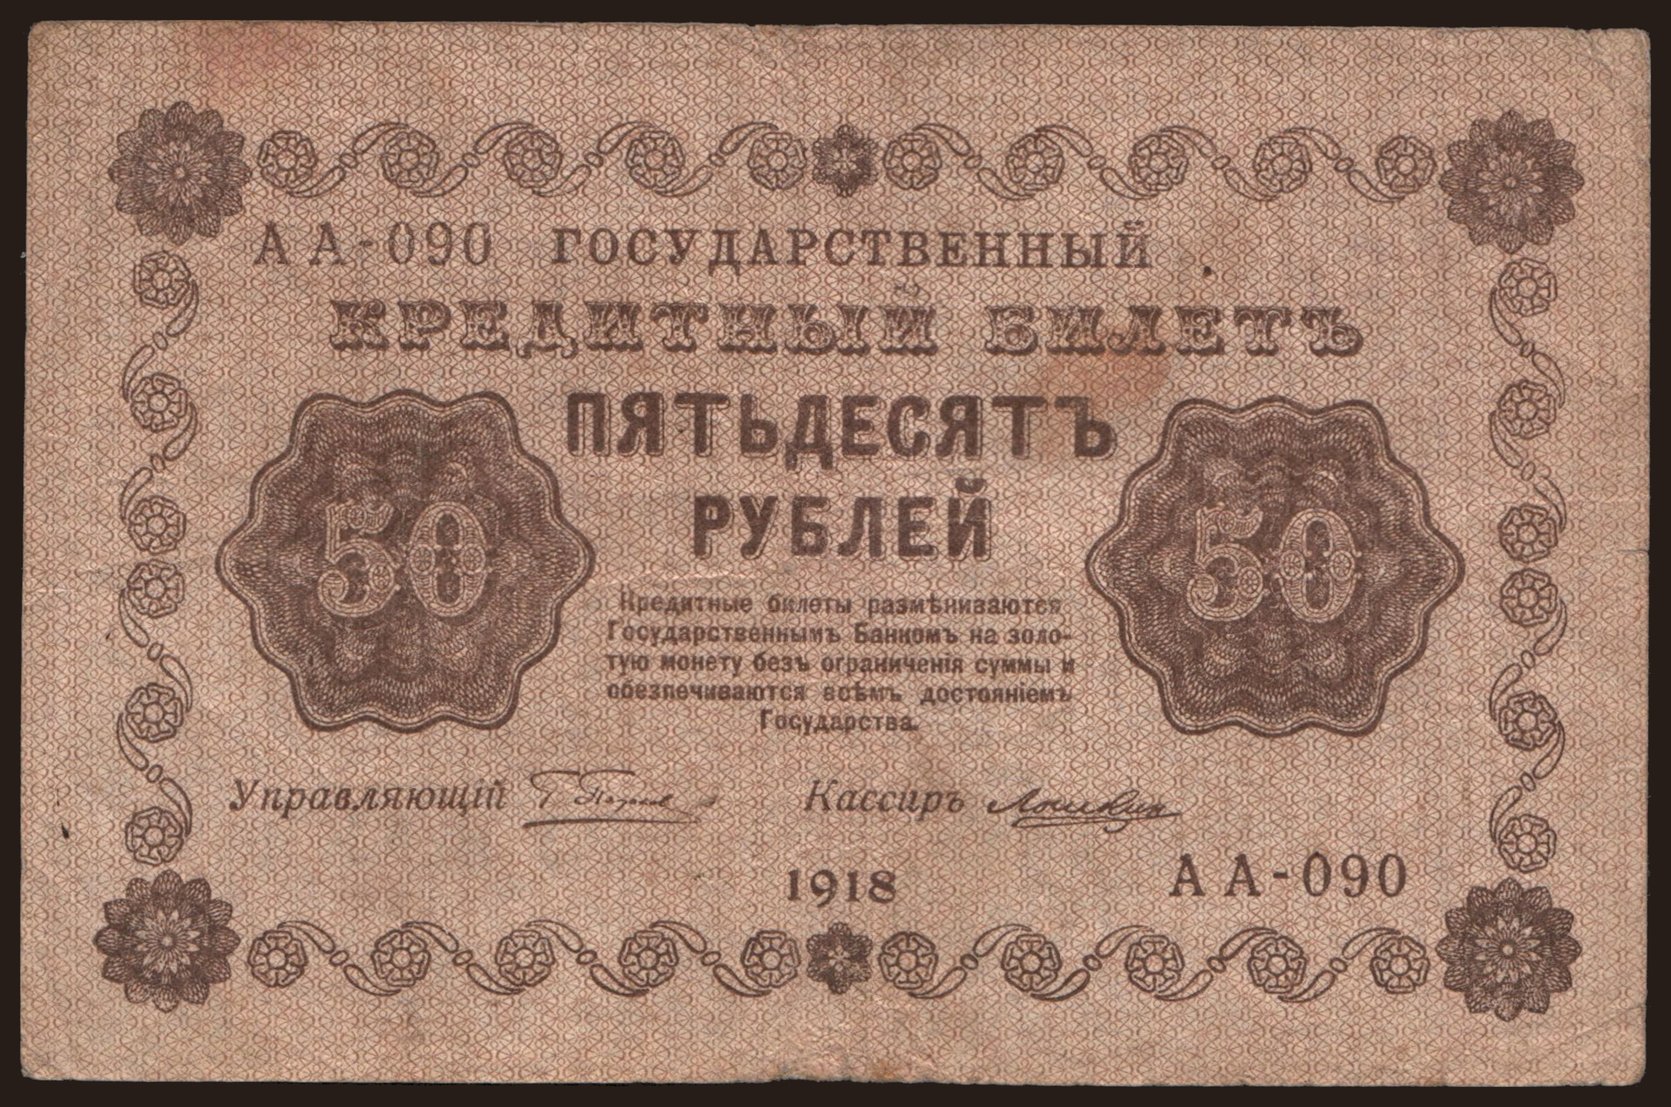 АА-090 ГОСУДАРСТВЕННЫЙ
КРЕДИТНЫЙ БИЛЕТЪ
ПЯТЬДЕСЯТЪ
РУБЛЕЙ
50
50
Кредитные билеты размѣниваются
Государственнымъ Банкомъ на золо-
тую монету безъ ограниченія суммы и
обезпечиваются всѣмъ достояніемъ
Государства.
Управляющій Кассиръ
1918
АА-090